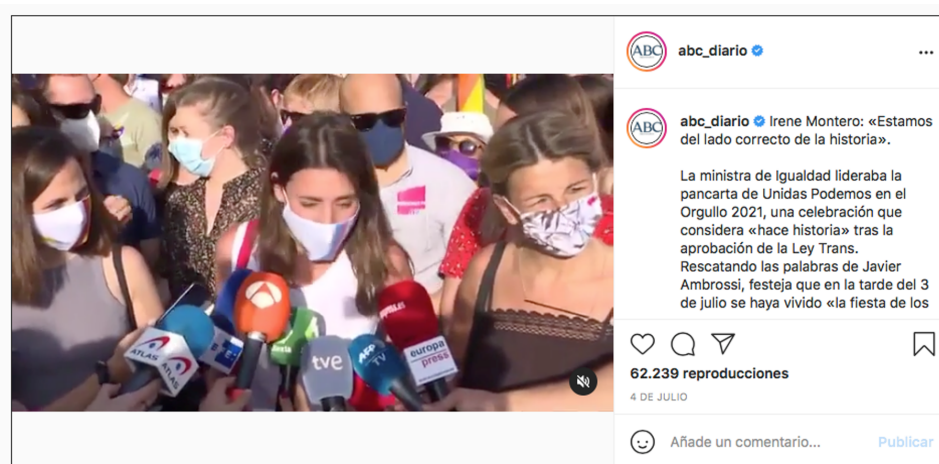 ABC
abc_diario
ABC
abc_diario Irene Montero: «Estamos
del lado correcto de la historia».
La ministra de Igualdad lideraba la
pancarta de Unidas Podemos en el
Orgullo 2021, una celebración que
considera «hace historia» tras la
aprobación de la Ley Trans.
Rescatando las palabras de Javier
Ambrossi, festeja que en la tarde del 3
de julio se haya vivido «la fiesta de los
62.239 reproducciones
4 DE JULIO
Añade un comentario...
Publicar
ATLAS
ATLAS
tve
AFP
TV
europa
press